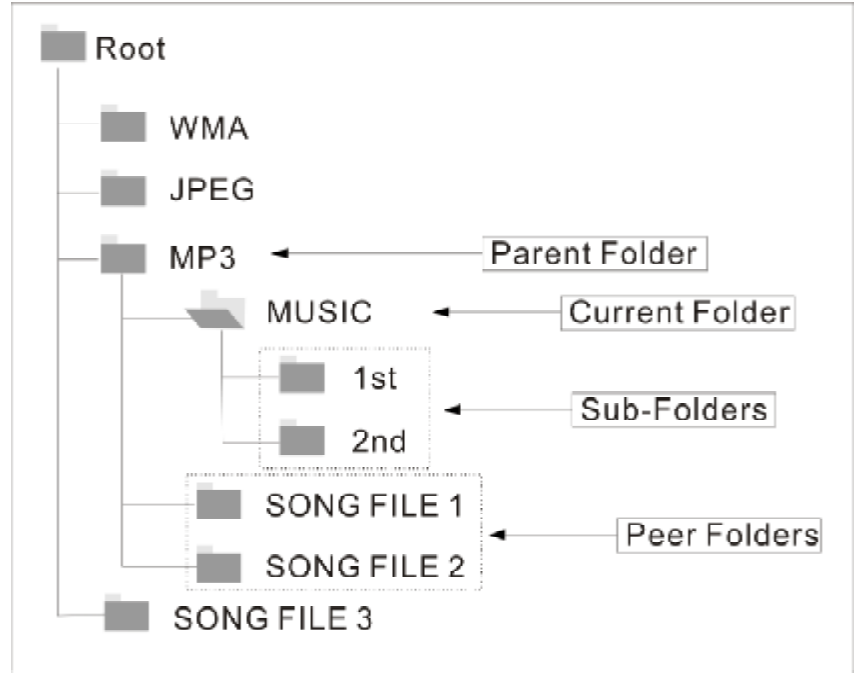 Root
WMA
JPEG
MP3
Parent Folder
MUSIC
Current Folder
1st
Sub-Folders
2nd
SONG FILE 1
Peer Folders
SONG FILE 2
SONG FILE 3